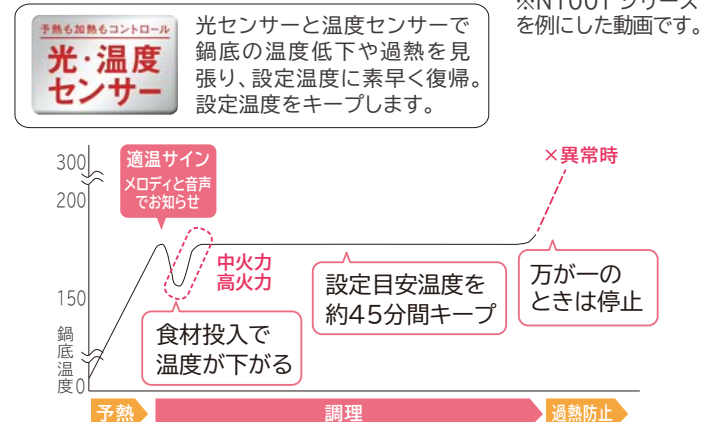 予熱も加熱もコントロール
光・温度
センサー
光センサーと温度センサーで
鍋底の温度低下や過熱を見
張り、設定温度に素早く復帰。
設定温度をキープします。
※N1001 シリーズ
を例にした動画です。
300
200
150
0
鍋底温度
適温サイン
メロディと音声
でお知らせ
×異常時
中火力
高火力
食材投入で
温度が下がる
設定目安温度を
約45分間キープ
万が一の
ときは停止
予熱
調理
過熱防止